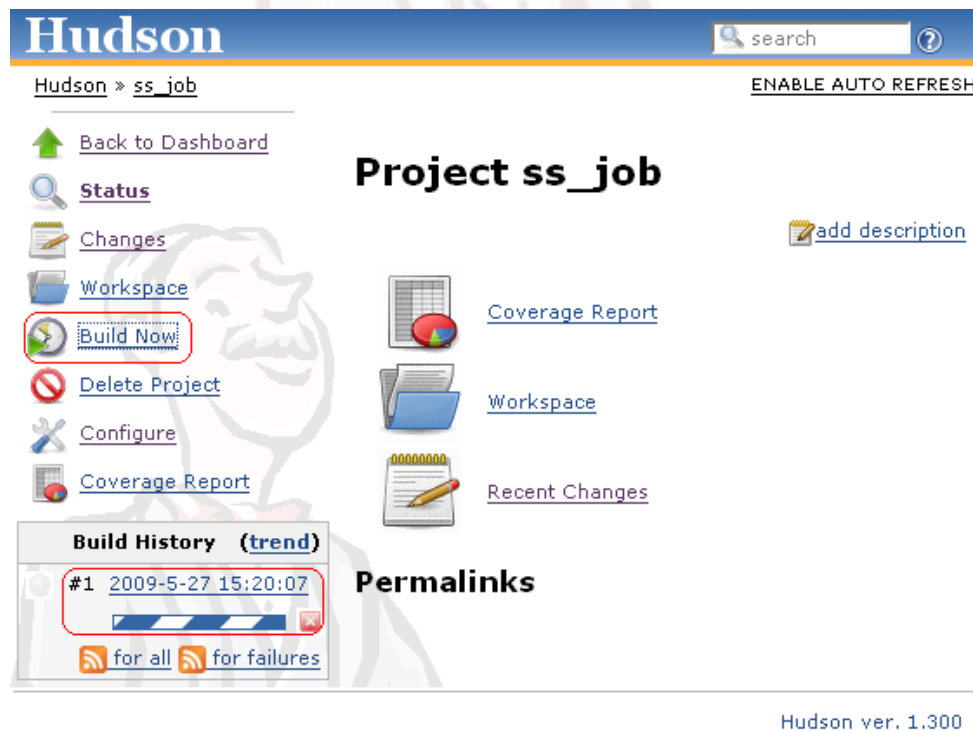 Hudson
search
Hudson » ss_job
ENABLE AUTO REFRESH
Back to Dashboard
Status
Changes
Workspace
Build Now
Delete Project
Configure
Coverage Report
Build History (trend)
#1 2009-5-27 15:20:07
for all for failures
Project ss_job
add description
Coverage Report
Workspace
Recent Changes
Permalinks
Hudson ver. 1.300